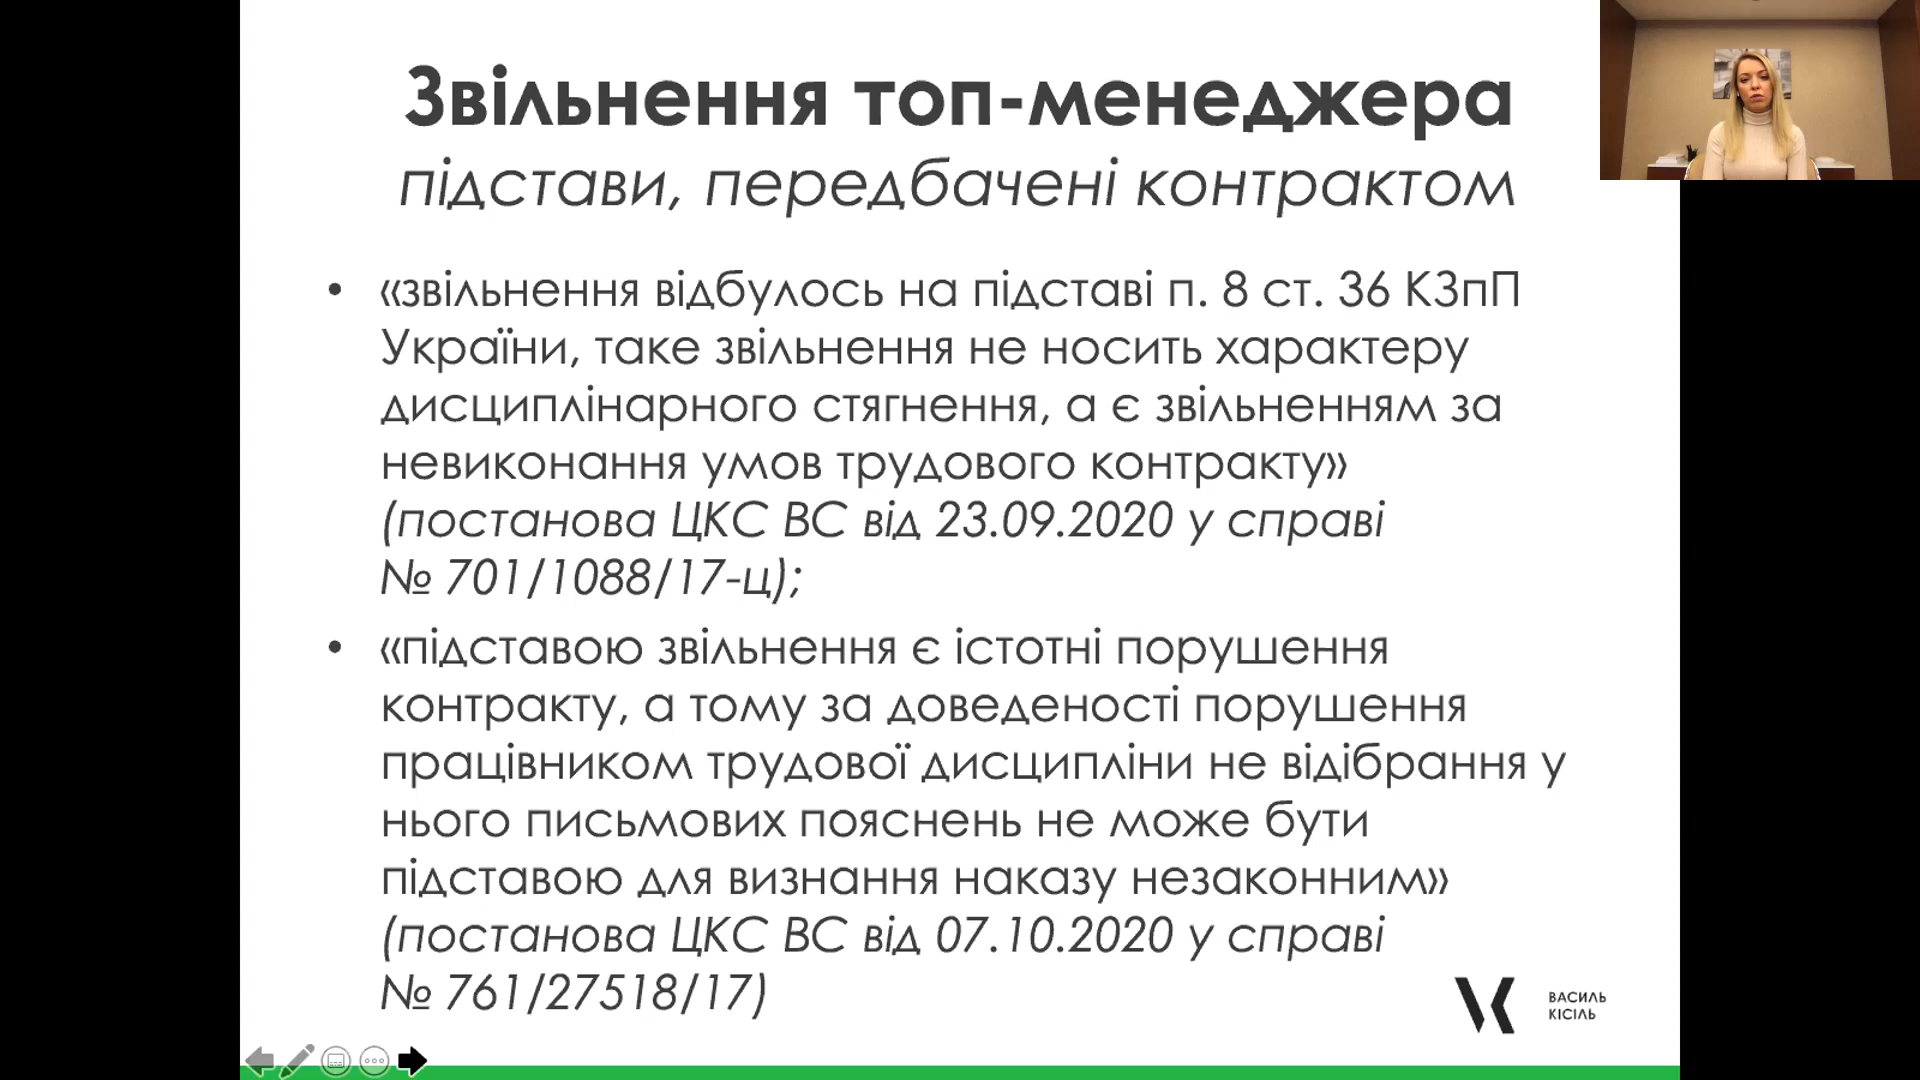 Звільнення топ-менеджера
підстави, передбачені контрактом
• «звільнення відбулось на підставі п. 8 ст. 36 КЗпП
України, таке звільнення не носить характеру
дисциплінарного стягнення, а є звільненням за
невиконання умов трудового контракту»
(постанова ЦКС ВС від 23.09.2020 у справі
№ 701/1088/17-ц);
• «підставою звільнення є істотні порушення
контракту, а тому за доведеності порушення
працівником трудової дисципліни не відібрання у
нього письмових пояснень не може бути
підставою для визнання наказу незаконним»
(постанова ЦКС ВС від 07.10.2020 у справі
№ 761/27518/17)
ВАСИЛЬ
КІСІЛЬ